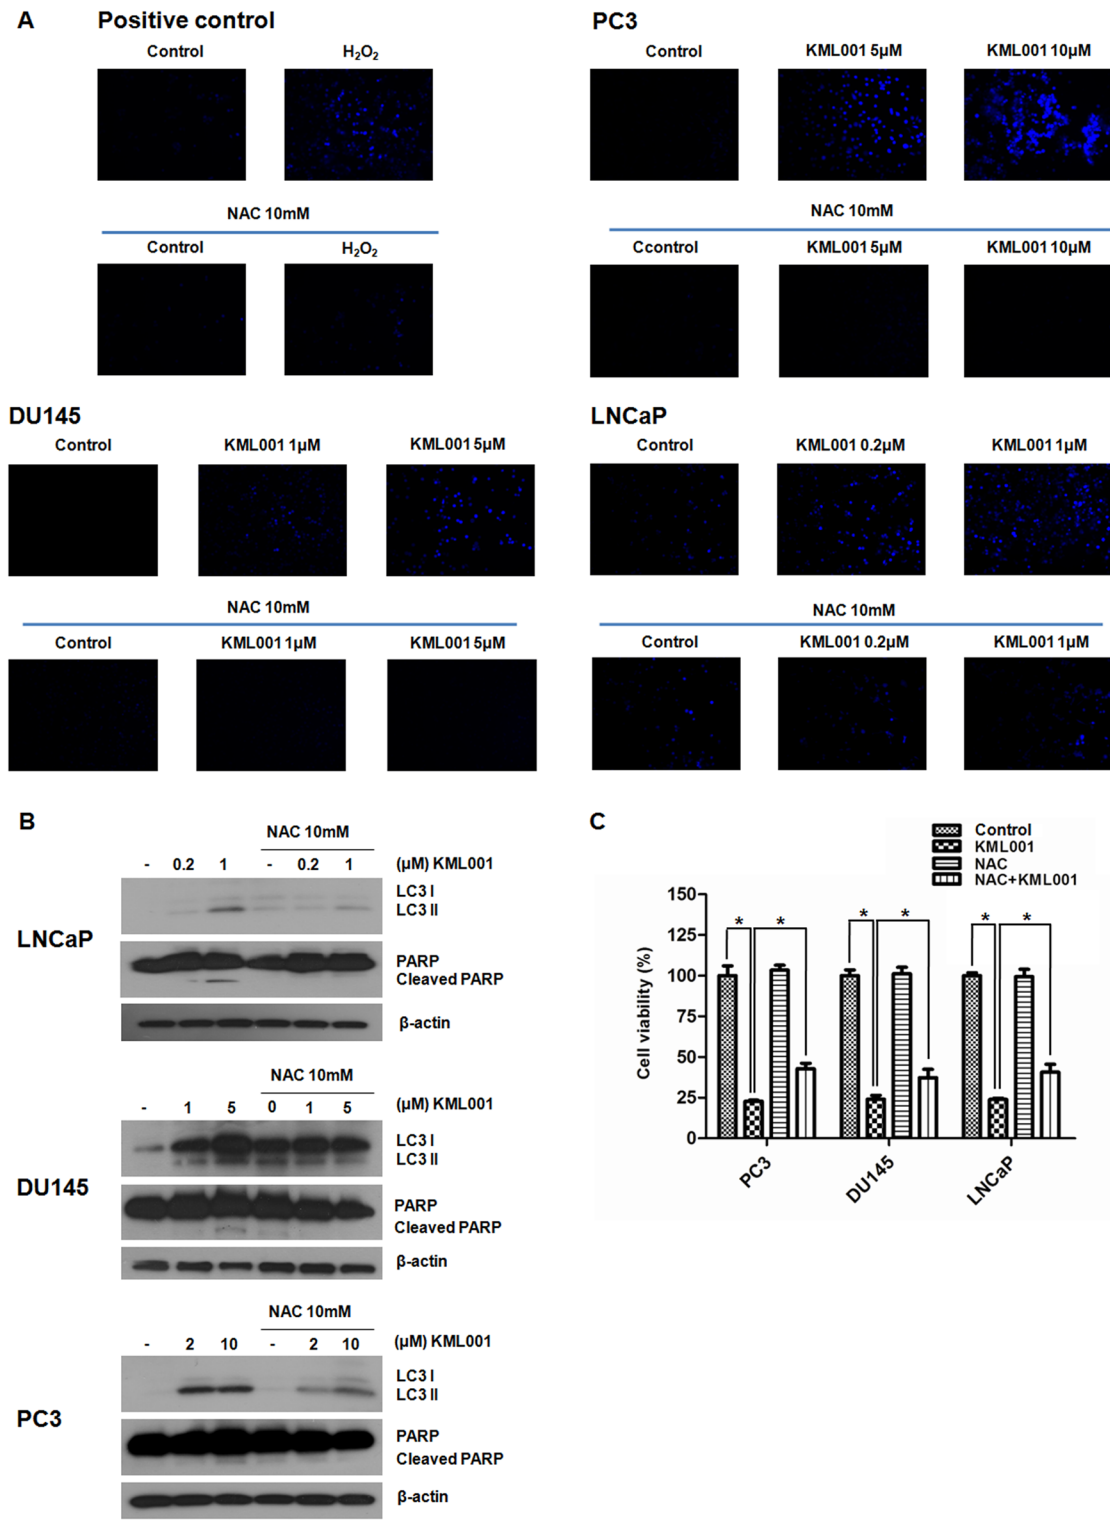 A
Positive control
Control H₂O₂
NAC 10mM
Control H₂O₂
PC3
Control KML001 5µM KML001 10µM
NAC 10mM
Ccontrol KML001 5µM KML001 10µM
DU145
Control KML001 1µM KML001 5µM
NAC 10mM
Control KML001 1µM KML001 5µM
LNCaP
Control KML001 0.2µM KML001 1µM
NAC 10mM
Control KML001 0.2µM KML001 1µM
B
NAC 10mM
- 0.2 1 - 0.2 1 (µM) KML001
LC3 I
LC3 II
LNCaP
PARP
Cleaved PARP
β-actin
NAC 10mM
- 1 5 0 1 5 (µM) KML001
LC3 I
LC3 II
DU145
PARP
Cleaved PARP
β-actin
NAC 10mM
- 2 10 - 2 10 (µM) KML001
LC3 I
LC3 II
PC3
PARP
Cleaved PARP
β-actin
C
Control
KML001
NAC
NAC+KML001
Cell viability (%)
150
125
100
75
50
25
0
* * * * * *
PC3 DU145 LNCaP